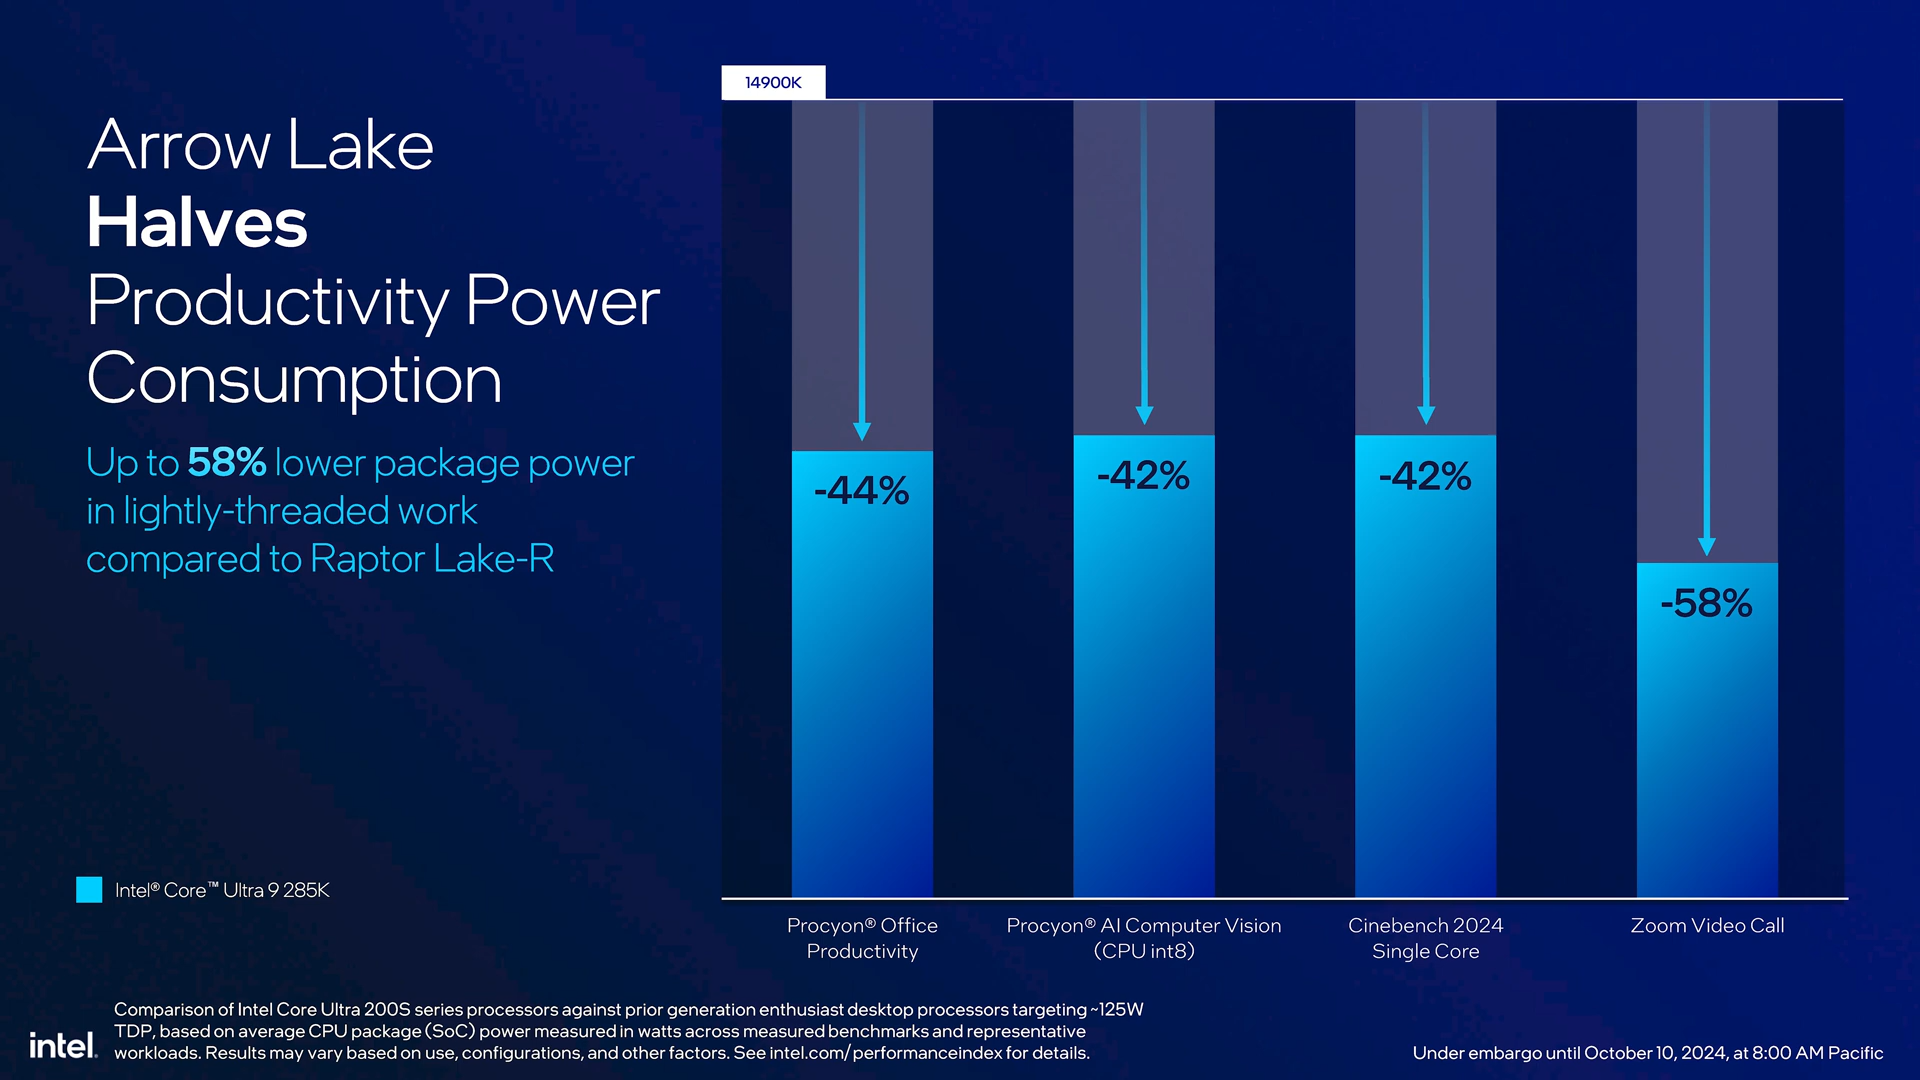 14900K
Arrow Lake
Halves
Productivity Power
Consumption
Up to 58% lower package power
in lightly-threaded work
compared to Raptor Lake-R
-44%
-42%
-42%
-58%
Intel® Core™ Ultra 9 285K
Procyon® Office
Productivity
Procyon® AI Computer Vision
(CPU int8)
Cinebench 2024
Single Core
Zoom Video Call
Comparison of Intel Core Ultra 200S series processors against prior generation enthusiast desktop processors targeting ~125W
TDP, based on average CPU package (SoC) power measured in watts across measured benchmarks and representative
workloads. Results may vary based on use, configurations, and other factors. See intel.com/performanceindex for details.
intel.
Under embargo until October 10, 2024, at 8:00 AM Pacific